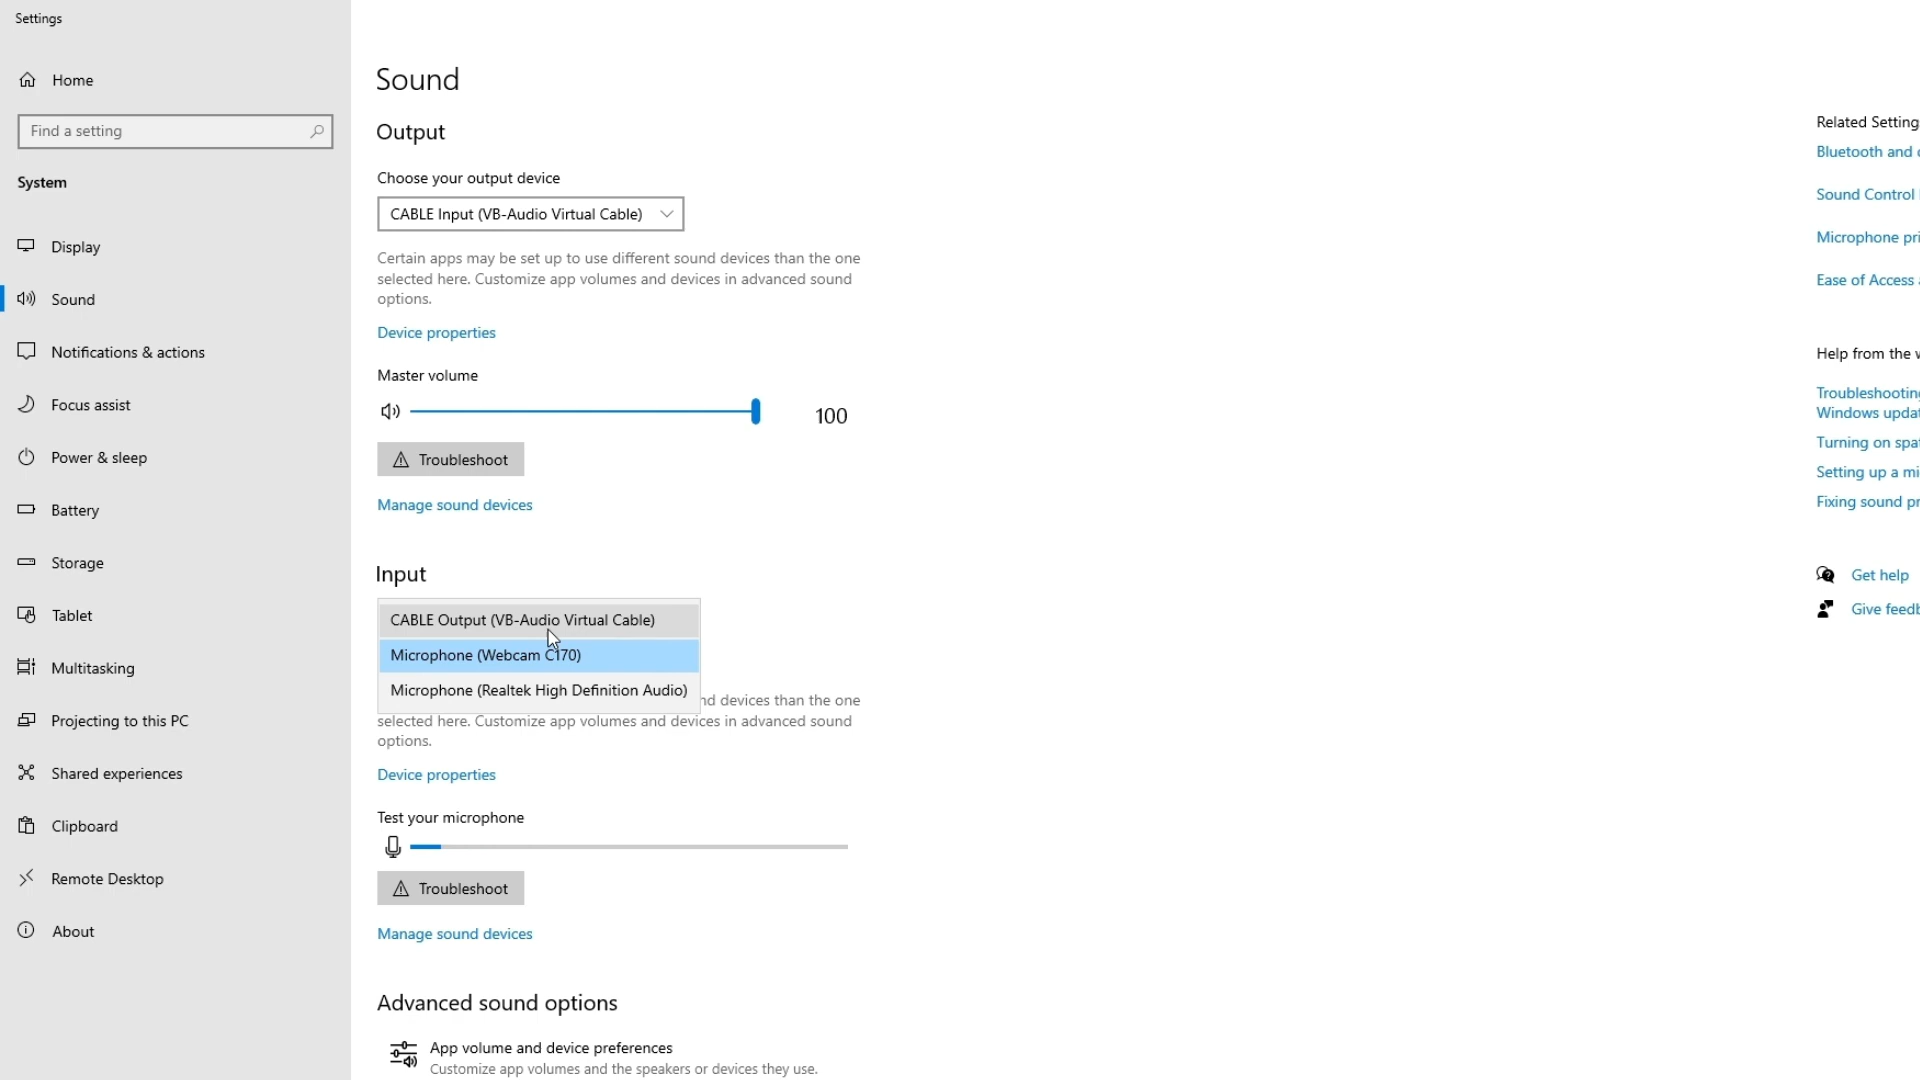 Settings
Home
Find a setting
System
Display
Sound
Notifications & actions
Focus assist
Power & sleep
Battery
Storage
Tablet
Multitasking
Projecting to this PC
Shared experiences
Clipboard
Remote Desktop
About
Sound
Output
Choose your output device
CABLE Input (VB-Audio Virtual Cable)
Certain apps may be set up to use different sound devices than the one
selected here. Customize app volumes and devices in advanced sound
options.
Device properties
Master volume
100
Troubleshoot
Manage sound devices
Input
CABLE Output (VB-Audio Virtual Cable)
Microphone (Webcam C170)
Microphone (Realtek High Definition Audio)
nd devices than the one
selected here. Customize app volumes and devices in advanced sound
options.
Device properties
Test your microphone
Troubleshoot
Manage sound devices
Advanced sound options
App volume and device preferences
Customize app volumes and the speakers or devices they use.
Related Setting
Bluetooth and
Sound Control
Microphone pri
Ease of Access
Help from the
Troubleshooting
Windows updat
Turning on spat
Setting up a mi
Fixing sound pr
Get help
Give feedb